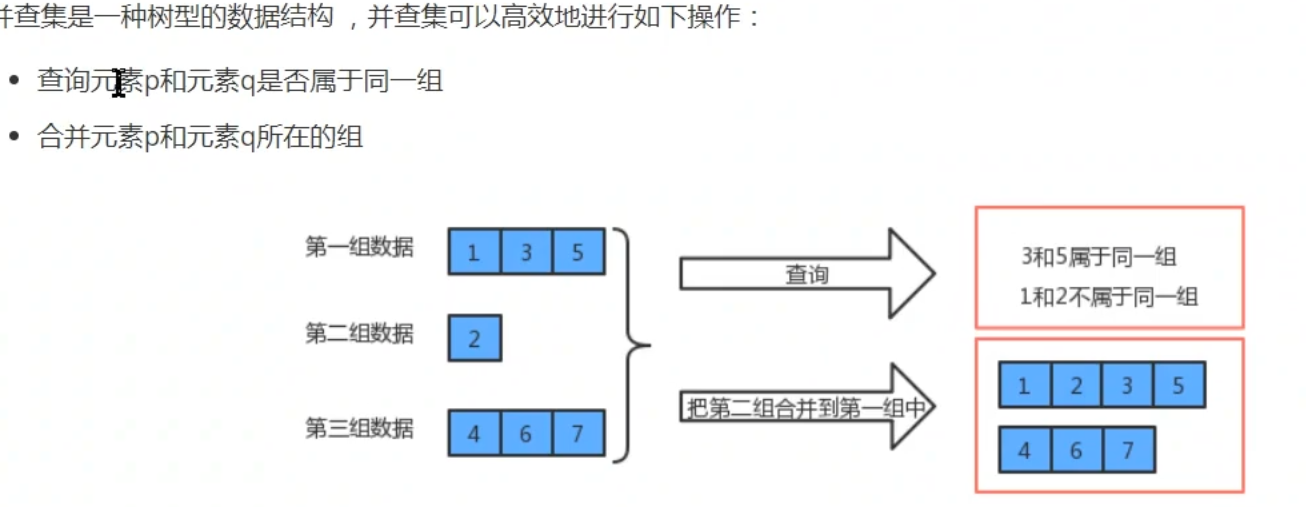 并查集是一种树型的数据结构 ，并查集可以高效地进行如下操作：
查询元素p和元素q是否属于同一组
合并元素p和元素q所在的组
第一组数据
1 3 5
第二组数据
2
第三组数据
4 6 7
查询
把第二组合并到第一组中
3和5属于同一组
1和2不属于同一组
1 2 3 5
4 6 7